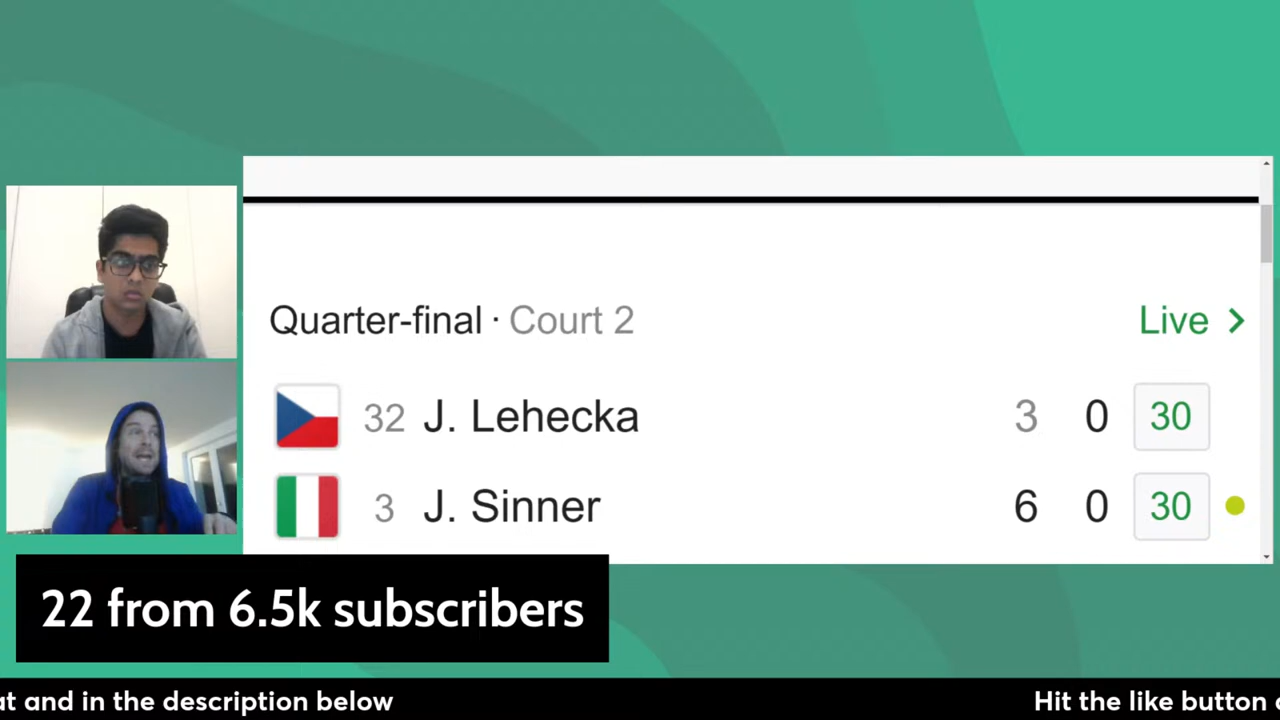 Quarter-final · Court 2
Live
32 J. Lehecka 3 0 30
3 J. Sinner 6 0 30
22 from 6.5k subscribers
at and in the description below
Hit the like button